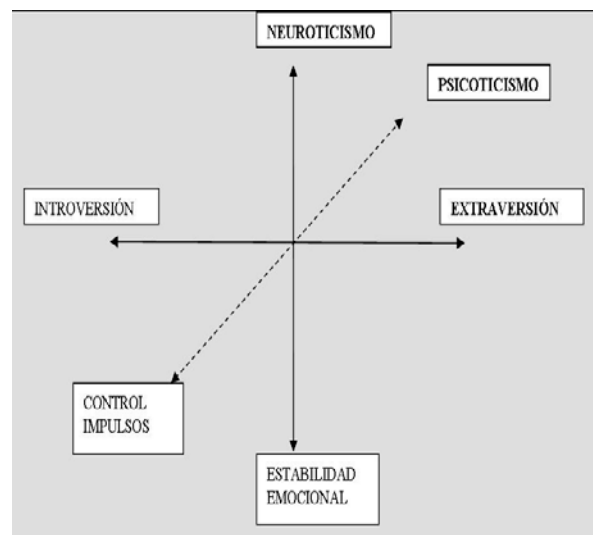 NEUROTICISMO
PSICOTICISMO
INTROVERSIÓN
EXTRAVERSIÓN
CONTROL
IMPULSOS
ESTABILIDAD
EMOCIONAL